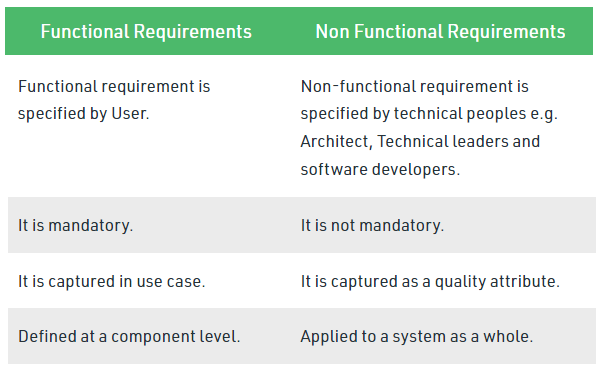 Functional Requirements
Non Functional Requirements
Functional requirement is
specified by User.
Non-functional requirement is
specified by technical peoples e.g.
Architect, Technical leaders and
software developers.
It is mandatory.
It is not mandatory.
It is captured in use case.
It is captured as a quality attribute.
Defined at a component level.
Applied to a system as a whole.